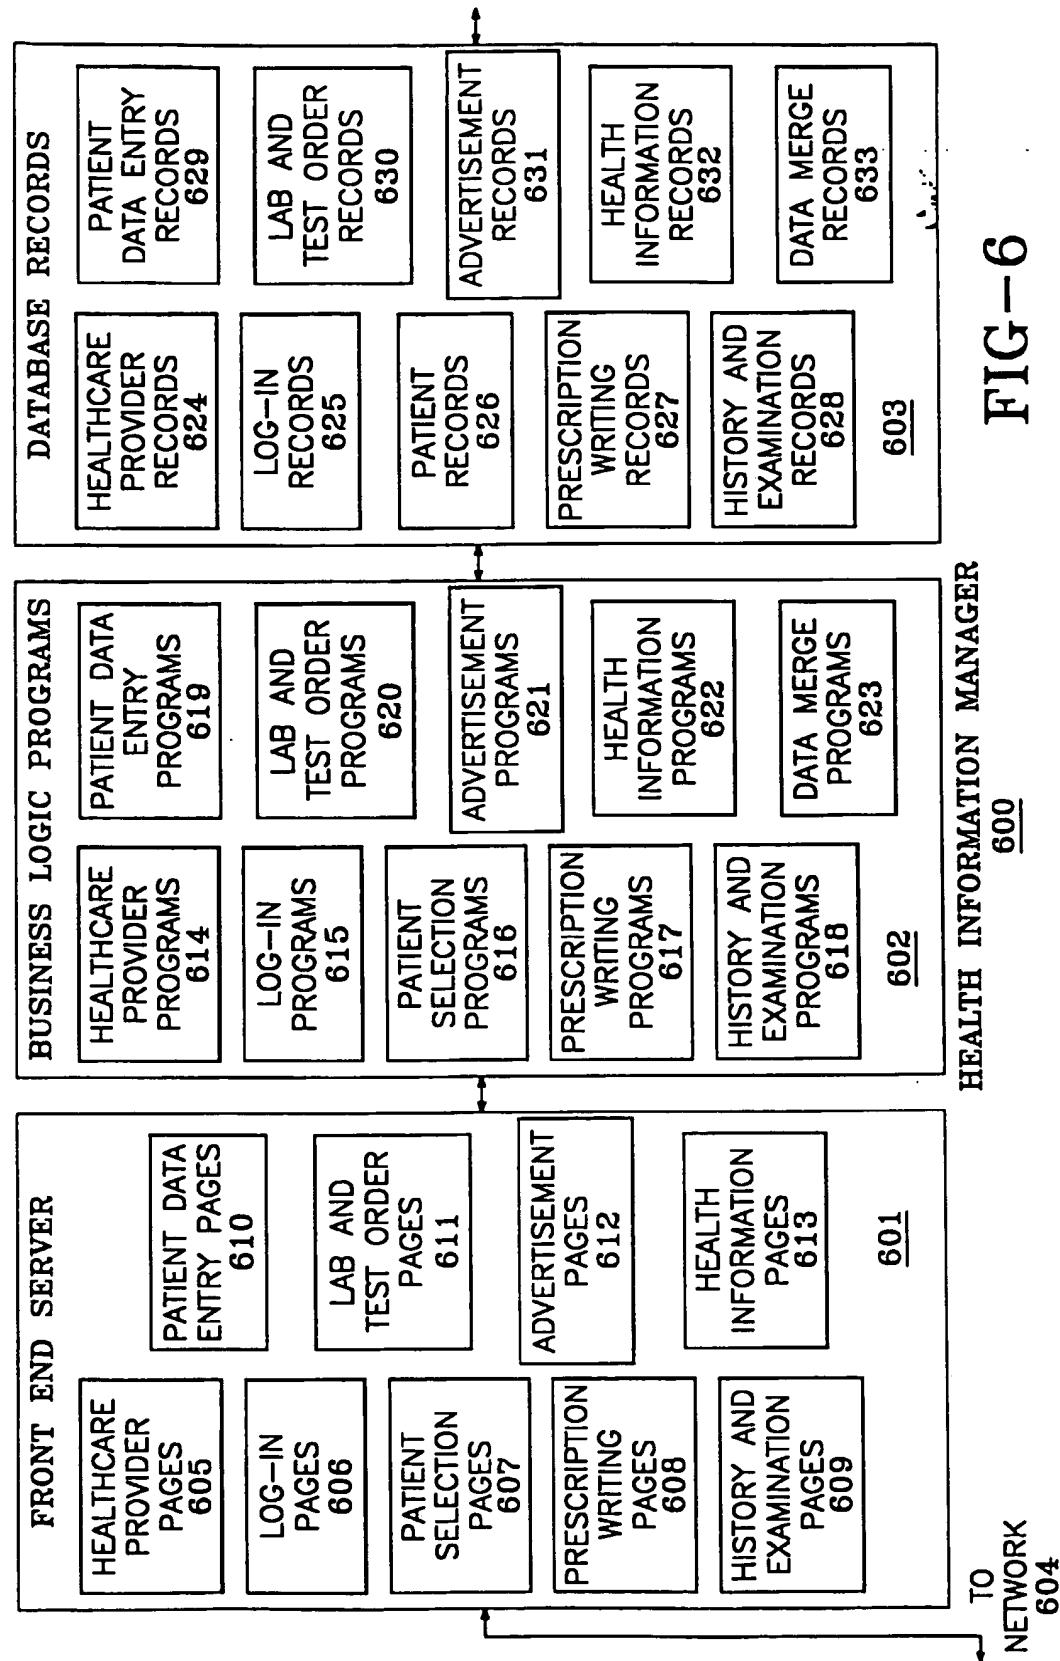 FRONT END SERVER
HEALTHCARE
PROVIDER
PAGES
605
LOG-IN
PAGES
606
PATIENT
SELECTION
PAGES
607
PRESCRIPTION
WRITING
PAGES
608
HISTORY AND
EXAMINATION
PAGES
609
PATIENT DATA
ENTRY PAGES
610
LAB AND
TEST ORDER
PAGES
611
ADVERTISEMENT
PAGES
612
HEALTH
INFORMATION
PAGES
613
601
TO
NETWORK
604
BUSINESS LOGIC PROGRAMS
HEALTHCARE
PROVIDER
PROGRAMS
614
LOG-IN
PROGRAMS
615
PATIENT
SELECTION
PROGRAMS
616
PRESCRIPTION
WRITING
PROGRAMS
617
HISTORY AND
EXAMINATION
PROGRAMS
618
PATIENT DATA
ENTRY
PROGRAMS
619
LAB AND
TEST ORDER
PROGRAMS
620
ADVERTISEMENT
PROGRAMS
621
HEALTH
INFORMATION
PROGRAMS
622
DATA MERGE
PROGRAMS
623
602
DATABASE RECORDS
HEALTHCARE
PROVIDER
RECORDS
624
LOG-IN
RECORDS
625
PATIENT
RECORDS
626
PRESCRIPTION
WRITING
RECORDS
627
HISTORY AND
EXAMINATION
RECORDS
628
PATIENT
DATA ENTRY
RECORDS
629
LAB AND
TEST ORDER
RECORDS
630
ADVERTISEMENT
RECORDS
631
HEALTH
INFORMATION
RECORDS
632
DATA MERGE
RECORDS
633
603
HEALTH INFORMATION MANAGER
600
FIG-6